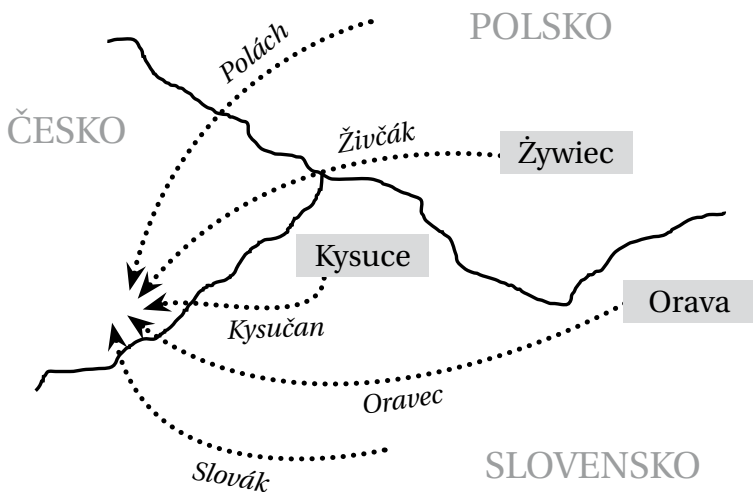 POLSKO
Polách
ČESKO
Živčák
Żywiec
Kysuce
Orava
Kysučan
Oravec
Slovák
SLOVENSKO